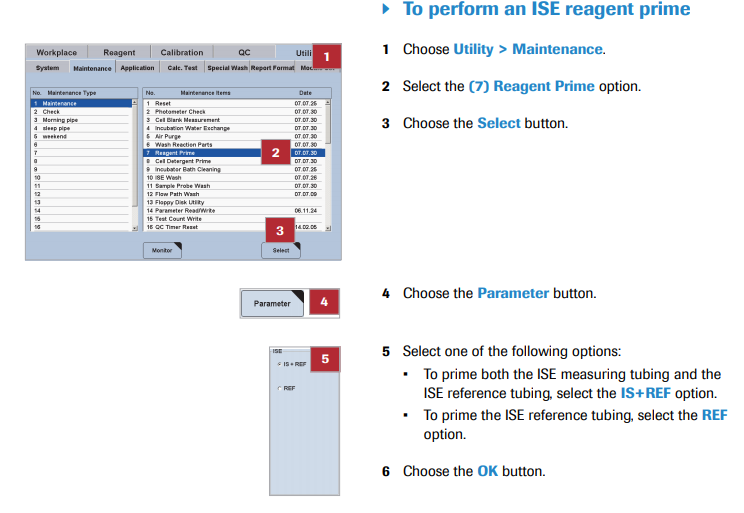 To perform an ISE reagent prime
1 Choose Utility > Maintenance.
2 Select the (7) Reagent Prime option.
3 Choose the Select button.
Workplace Reagent Calibration QC Utili 1
System Maintenance Application Calc. Test Special Wash Report Format
No. Maintenance Type
1 Maintenance
2 Check
3 Morning pipe
4 sleep pipe
5 weekend
6
7
8
9
10
11
12
13
14
15
16
No. Maintenance Items Date
1 Reset 07.07.25
2 Photometer Check 07.07.30
3 Cell Blank Measurement 07.07.30
4 Incubation Water Exchange 07.07.30
5 Air Purge 07.07.30
6 Wash Reaction Parts 07.07.30
7 Reagent Prime 07.07.30
8 Cell Detergent Prime 07.07.30
9 Incubator Bath Cleaning 07.07.25
10 ISE Wash 07.07.26
11 Sample Probe Wash 07.07.30
12 Flow Path Wash 07.07.09
13 Floppy Disk Utility
14 Parameter Read/Write 06.11.24
15 Test Count Write
16 QC Timer Reset 14.02.05
2
3
Monitor Select
Parameter 4
4 Choose the Parameter button.
ISE
IS + REF
REF
5
5 Select one of the following options:
▪ To prime both the ISE measuring tubing and the
ISE reference tubing, select the IS+REF option.
▪ To prime the ISE reference tubing, select the REF
option.
6 Choose the OK button.